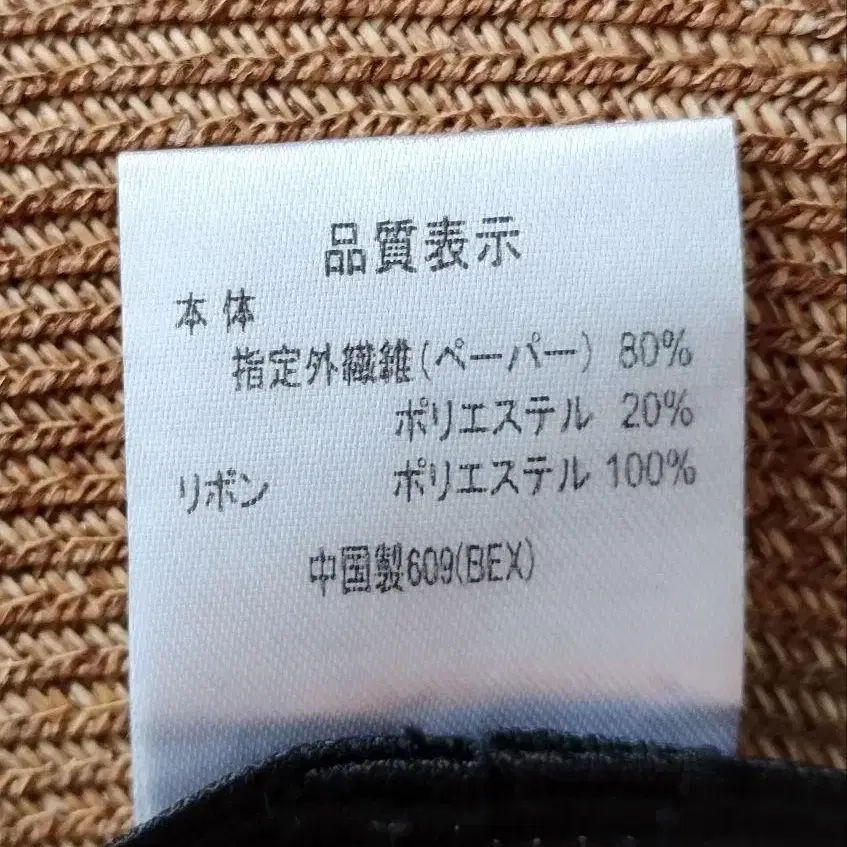 品質表示
本体
指定外繊維(ペーパー) 80%
ポリエステル 20%
リボン ポリエステル 100%
中国製609(BEX)